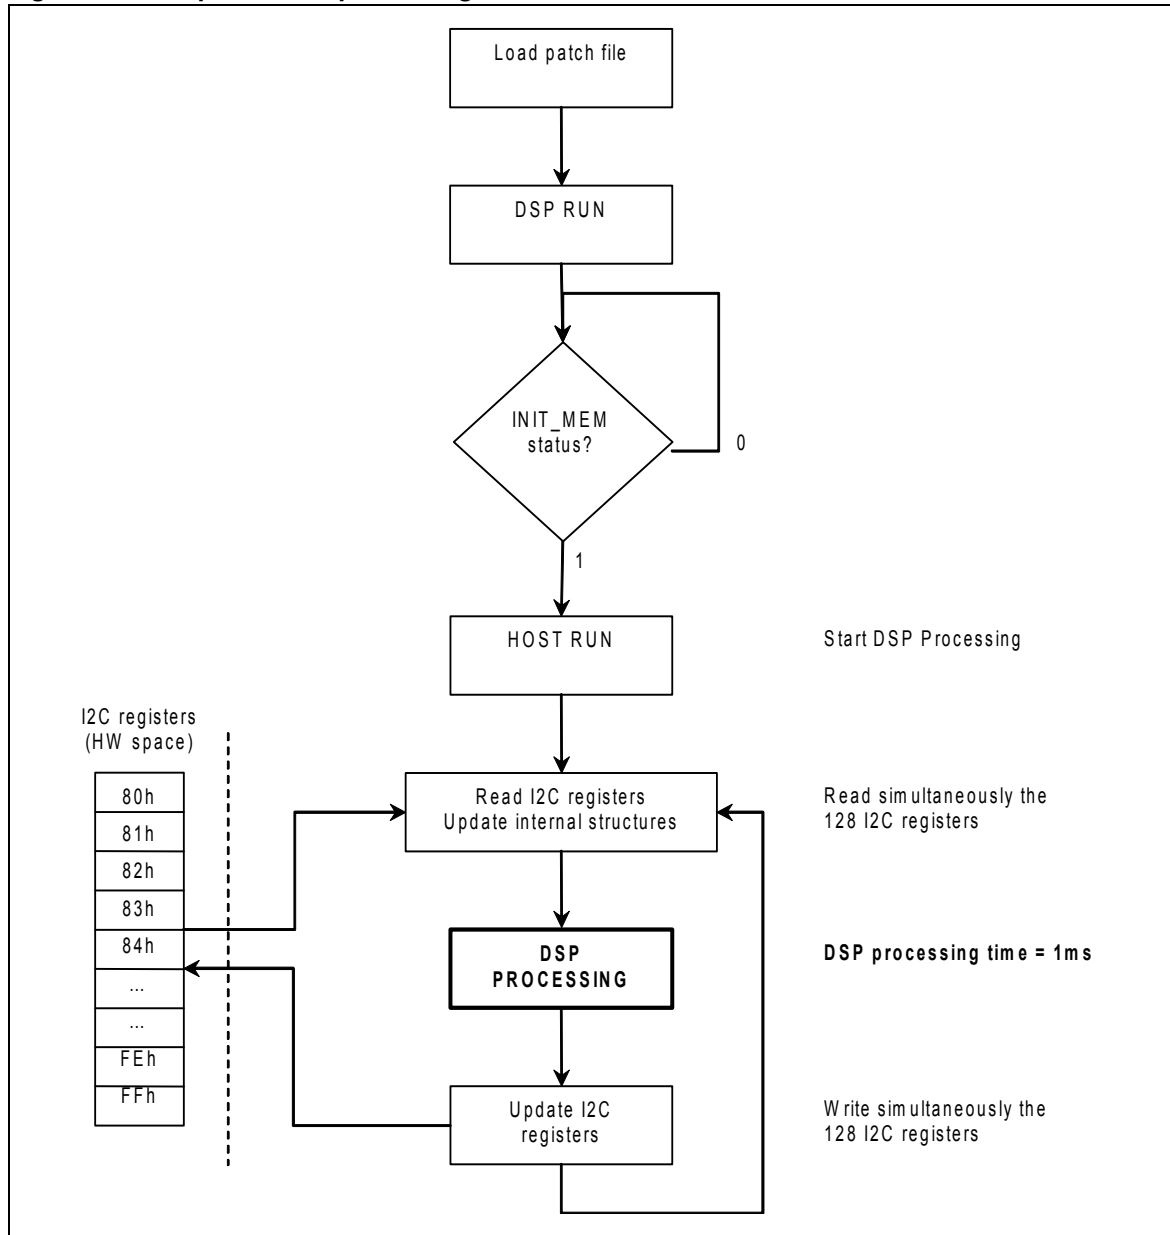 Load patch file
DSP RUN
INIT_MEM
status?
0
1
HOST RUN
Start DSP Processing
I2C registers
(HW space)
80h
81h
82h
83h
84h
...
...
FEh
FFh
Read I2C registers
Update internal structures
Read simultaneously the
128 I2C registers
DSP
PROCESSING
DSP processing time = 1ms
Update I2C
registers
Write simultaneously the
128 I2C registers